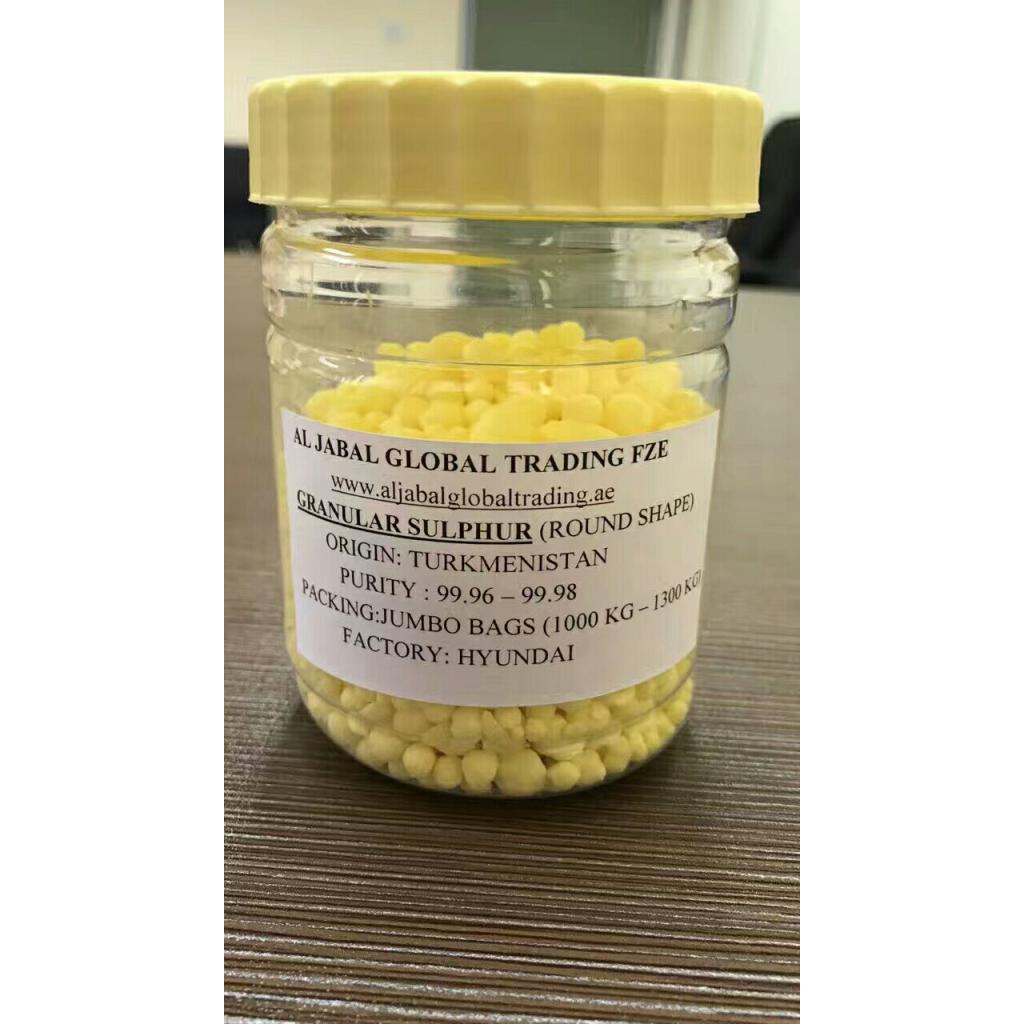 AL JABAL GLOBAL TRADING FZE
www.aljabalglobaltrading.ae
GRANULAR SULPHUR (ROUND SHAPE)
ORIGIN: TURKMENISTAN
PURITY : 99.96 – 99.98
PACKING:JUMBO BAGS (1000 KG – 1300 KG)
FACTORY: HYUNDAI